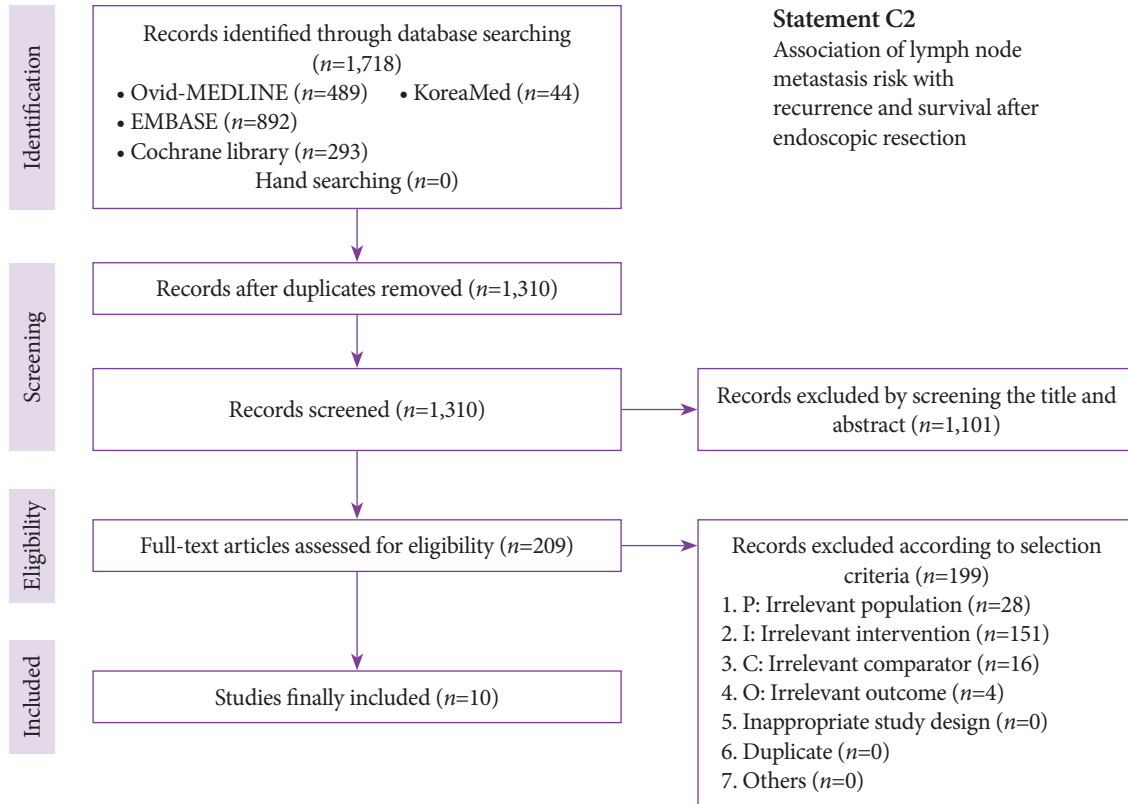 Identification
Records identified through database searching
(n=1,718)
• Ovid-MEDLINE (n=489) • KoreaMed (n=44)
• EMBASE (n=892)
• Cochrane library (n=293)
Hand searching (n=0)
Statement C2
Association of lymph node
metastasis risk with
recurrence and survival after
endoscopic resection
Screening
Records after duplicates removed (n=1,310)
Records screened (n=1,310)
Records excluded by screening the title and
abstract (n=1,101)
Eligibility
Full-text articles assessed for eligibility (n=209)
Records excluded according to selection
criteria (n=199)
1. P: Irrelevant population (n=28)
2. I: Irrelevant intervention (n=151)
3. C: Irrelevant comparator (n=16)
4. O: Irrelevant outcome (n=4)
5. Inappropriate study design (n=0)
6. Duplicate (n=0)
7. Others (n=0)
Included
Studies finally included (n=10)